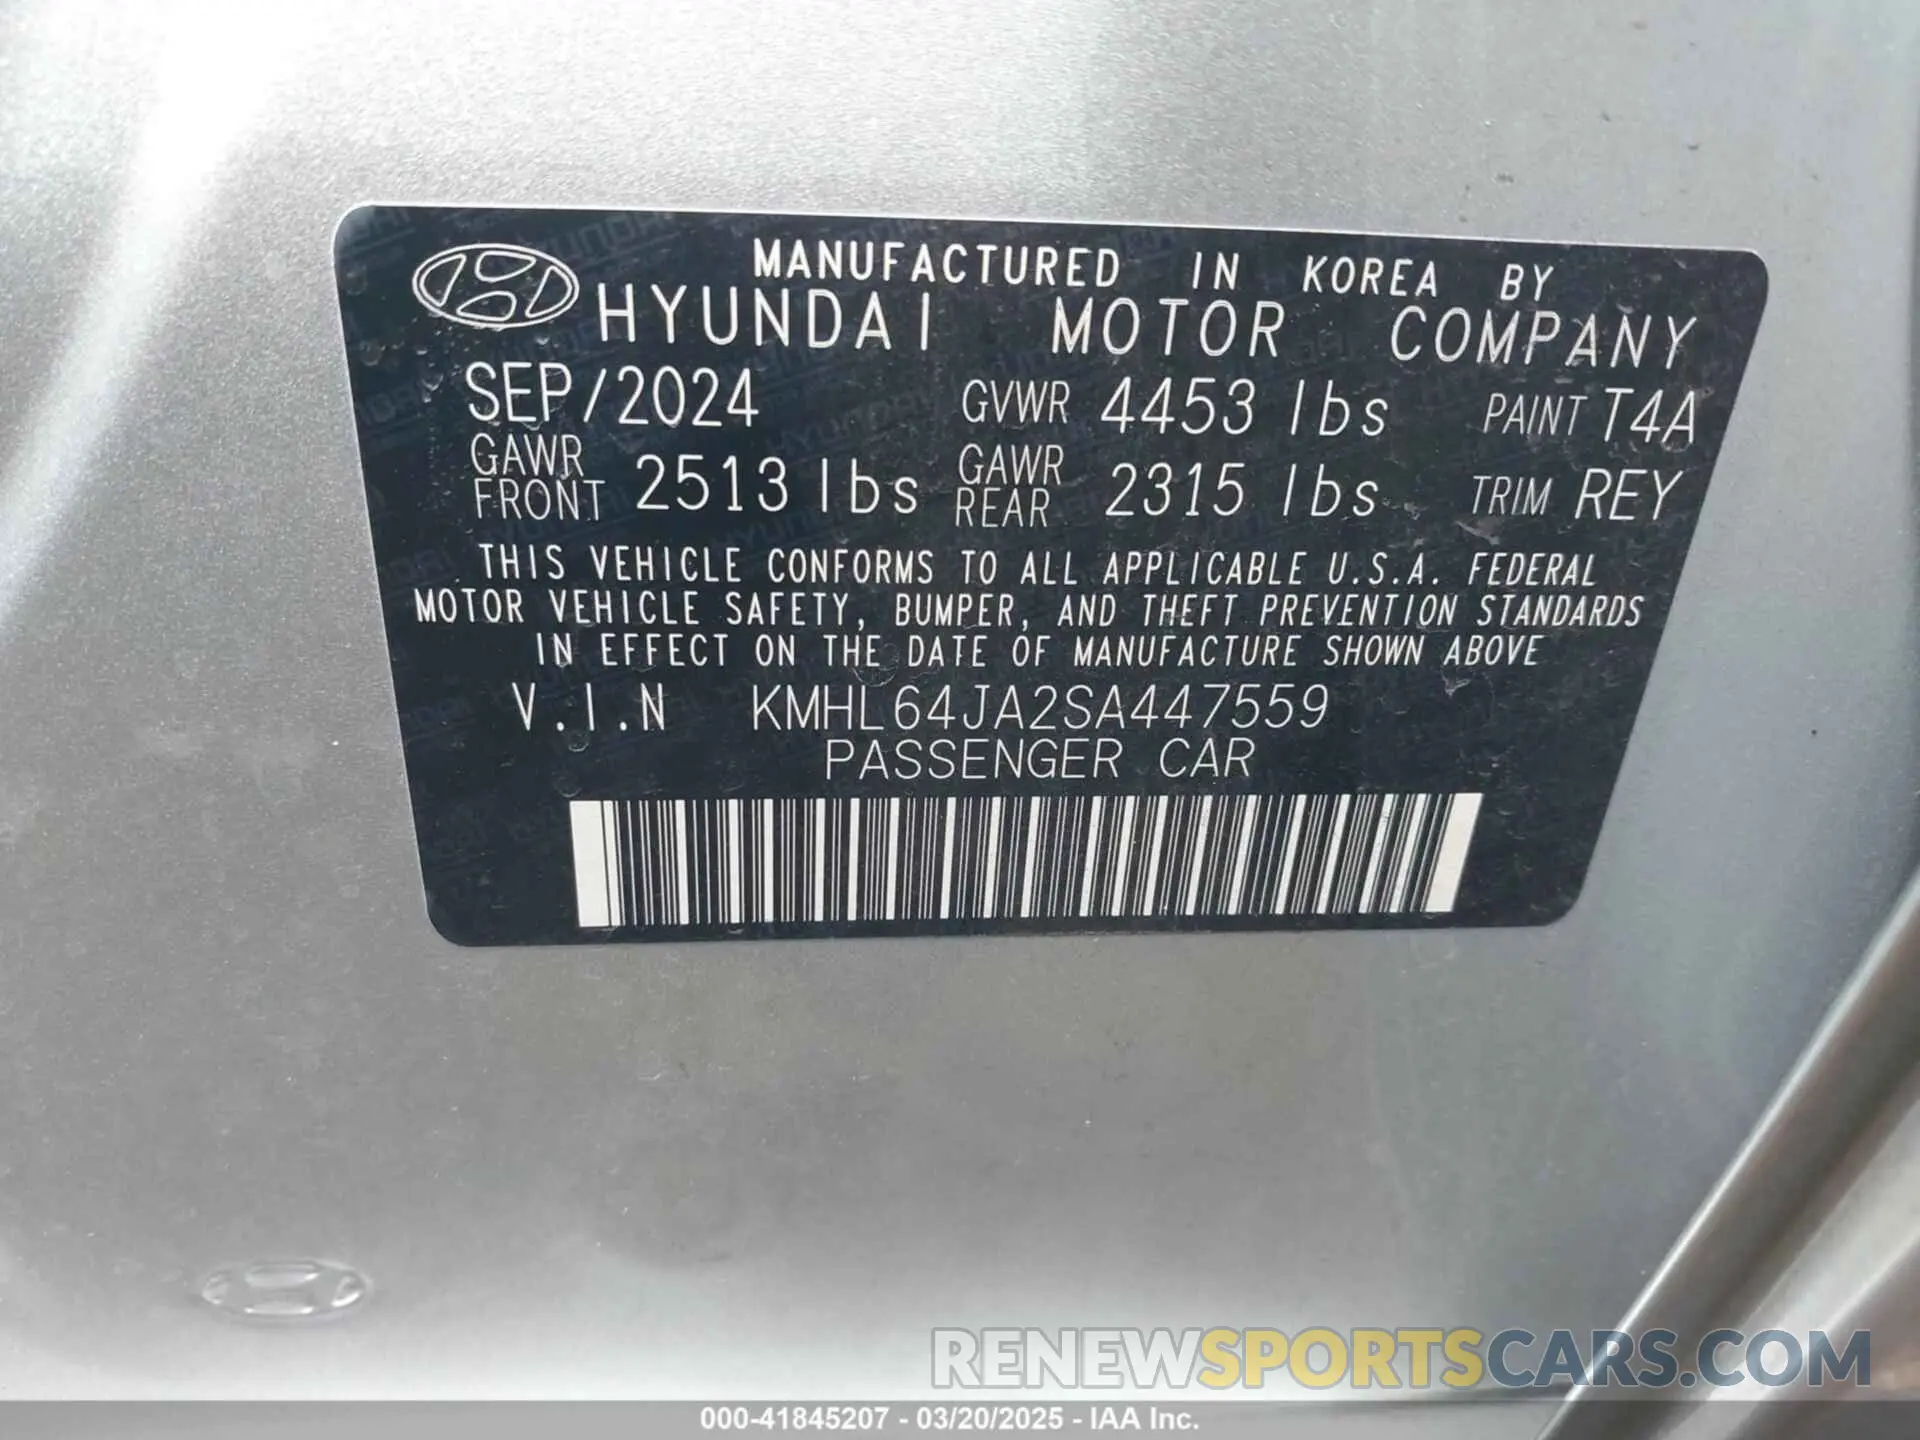 MANUFACTURED IN KOREA BY
HYUNDAI MOTOR COMPANY
SEP/2024 GVWR 4453 lbs PAINT T4A
GAWR FRONT 2513 lbs GAWR REAR 2315 lbs TRIM REY
THIS VEHICLE CONFORMS TO ALL APPLICABLE U.S.A. FEDERAL
MOTOR VEHICLE SAFETY, BUMPER, AND THEFT PREVENTION STANDARDS
IN EFFECT ON THE DATE OF MANUFACTURE SHOWN ABOVE
V.I.N KMHL64JA2SA447559
PASSENGER CAR
RENEWSPORTSCARS.COM
000-41845207 - 03/20/2025 - IAA Inc.